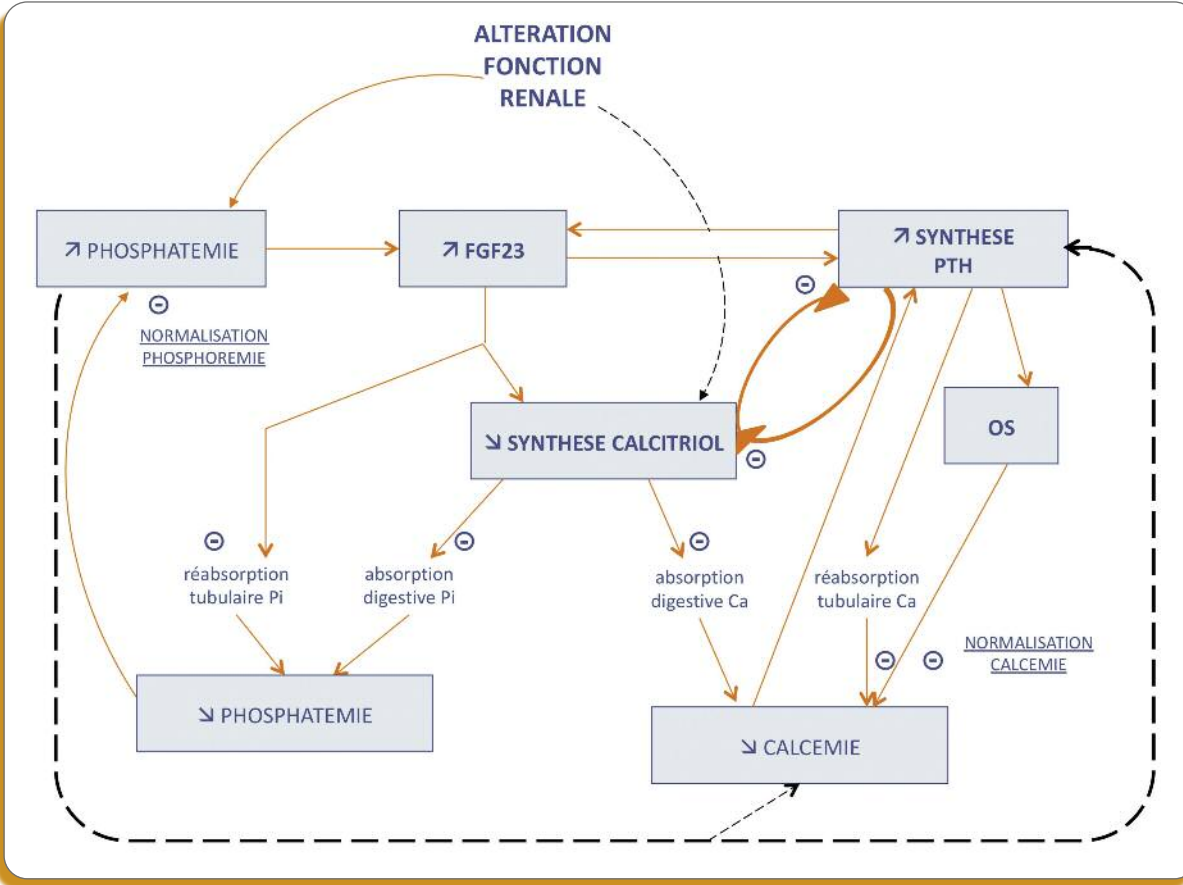 ALTERATION
FONCTION
RENALE
↗ PHOSPHATEMIE
↗ FGF23
↗ SYNTHESE
PTH
⊖
⊖
NORMALISATION
PHOSPHOREMIE
OS
↘ SYNTHESE CALCITRIOL
⊖
⊖
⊖
⊖
réabsorption
tubulaire Pi
absorption
digestive Pi
absorption
digestive Ca
réabsorption
tubulaire Ca
⊖
⊖
NORMALISATION
CALCEMIE
↘ PHOSPHATEMIE
↘ CALCEMIE